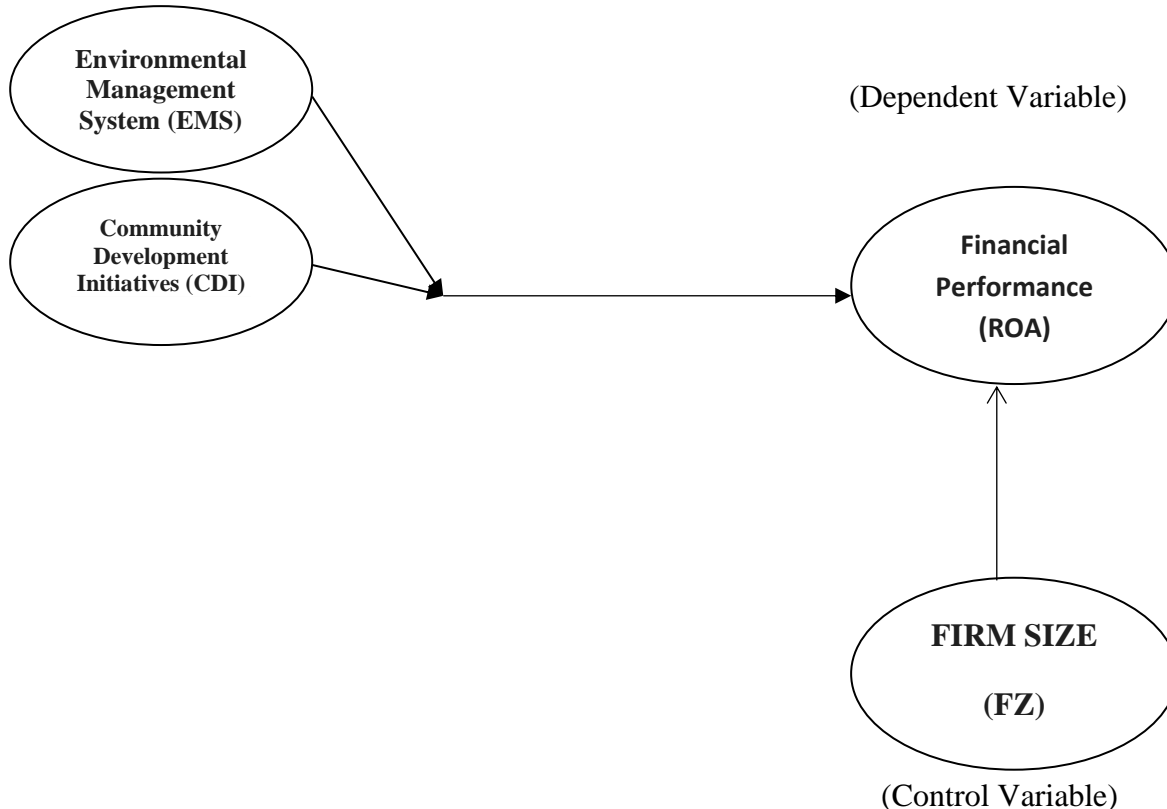 Environmental
Management
System (EMS)
(Dependent Variable)
Community
Development
Initiatives (CDI)
Financial
Performance
(ROA)
FIRM SIZE
(FZ)
(Control Variable)